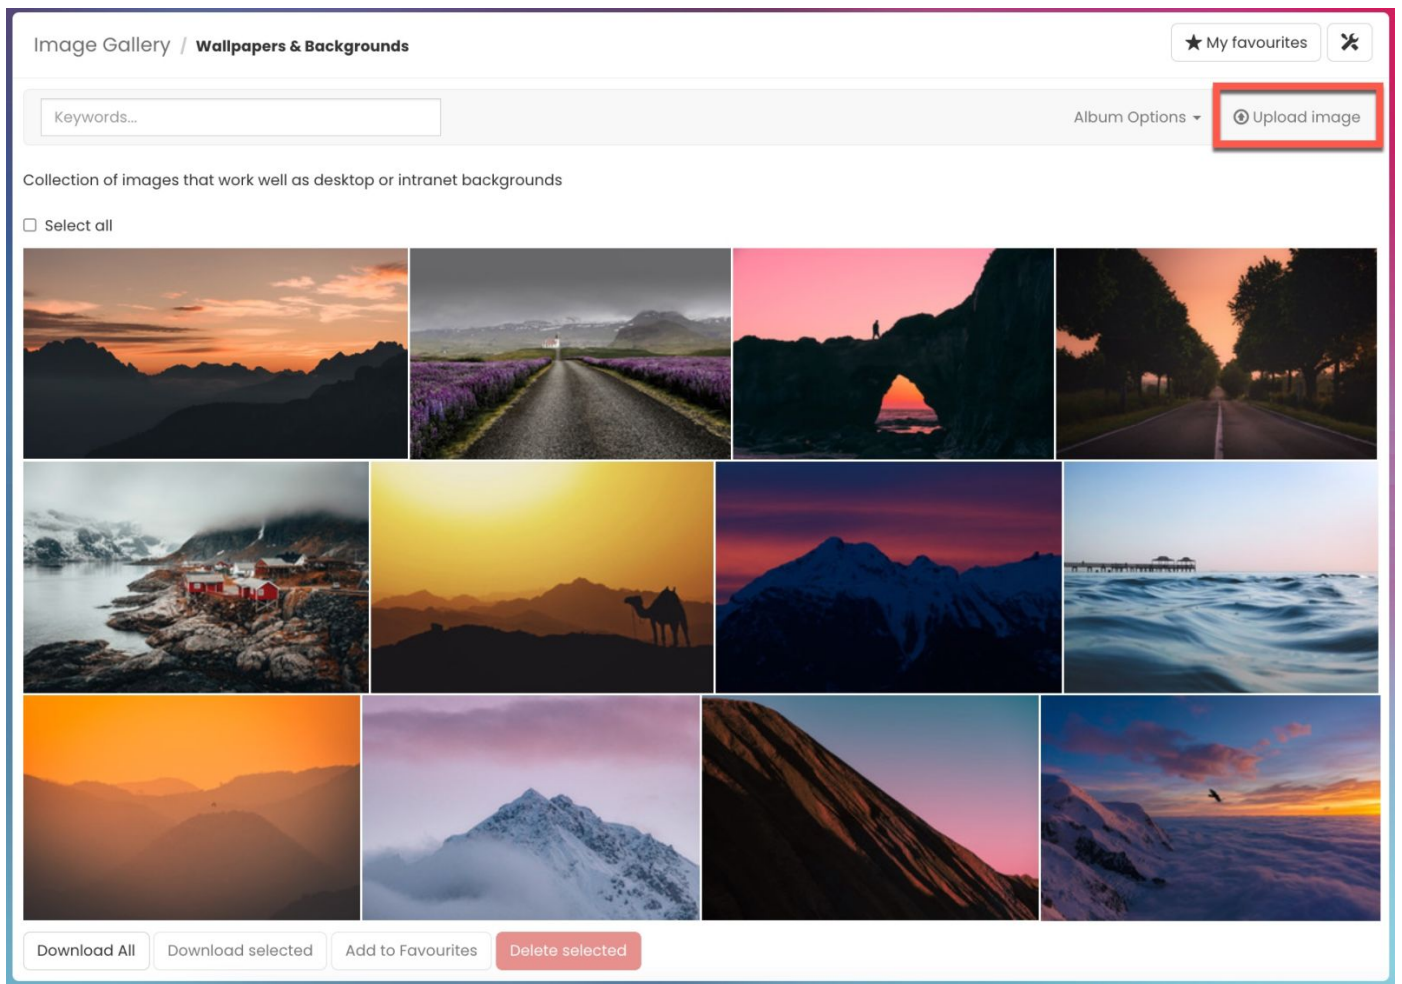 Image Gallery / Wallpapers & Backgrounds
My favourites
Keywords...
Album Options
Upload image
Collection of images that work well as desktop or intranet backgrounds
Select all
Download All
Download selected
Add to Favourites
Delete selected